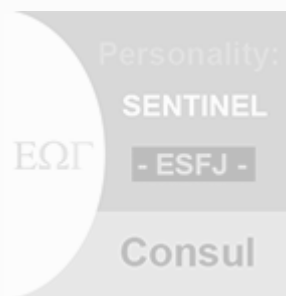 Personality:
SENTINEL
ΕΩΓ
- ESFJ -
Consul